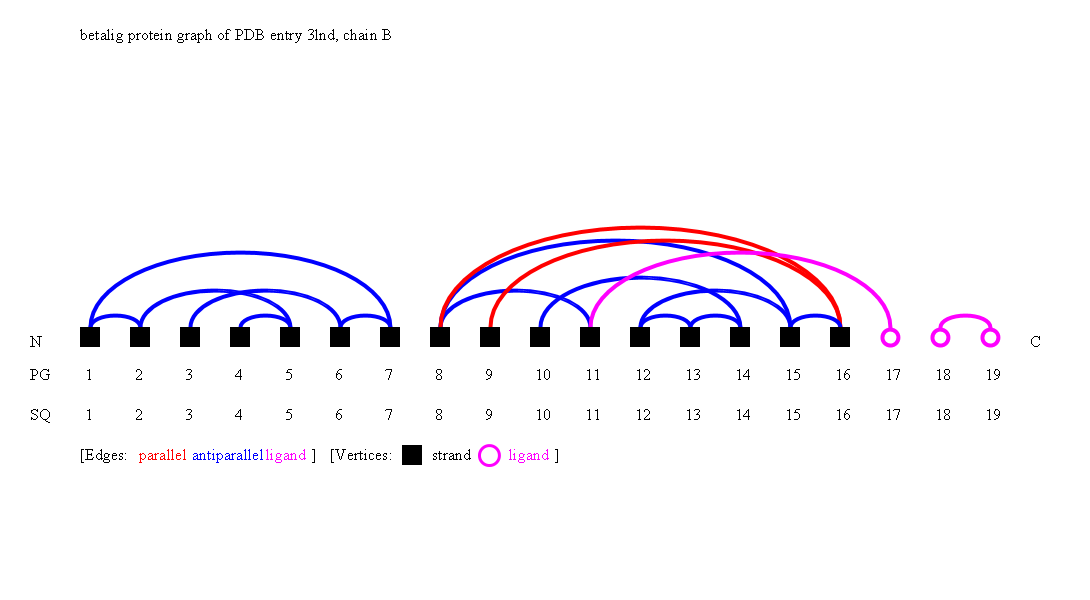 betalig protein graph of PDB entry 3lnd, chain B
N C
PG 1 2 3 4 5 6 7 8 9 10 11 12 13 14 15 16 17 18 19
SQ 1 2 3 4 5 6 7 8 9 10 11 12 13 14 15 16 17 18 19
[Edges: parallel antiparallel ligand ] [Vertices: strand ligand ]